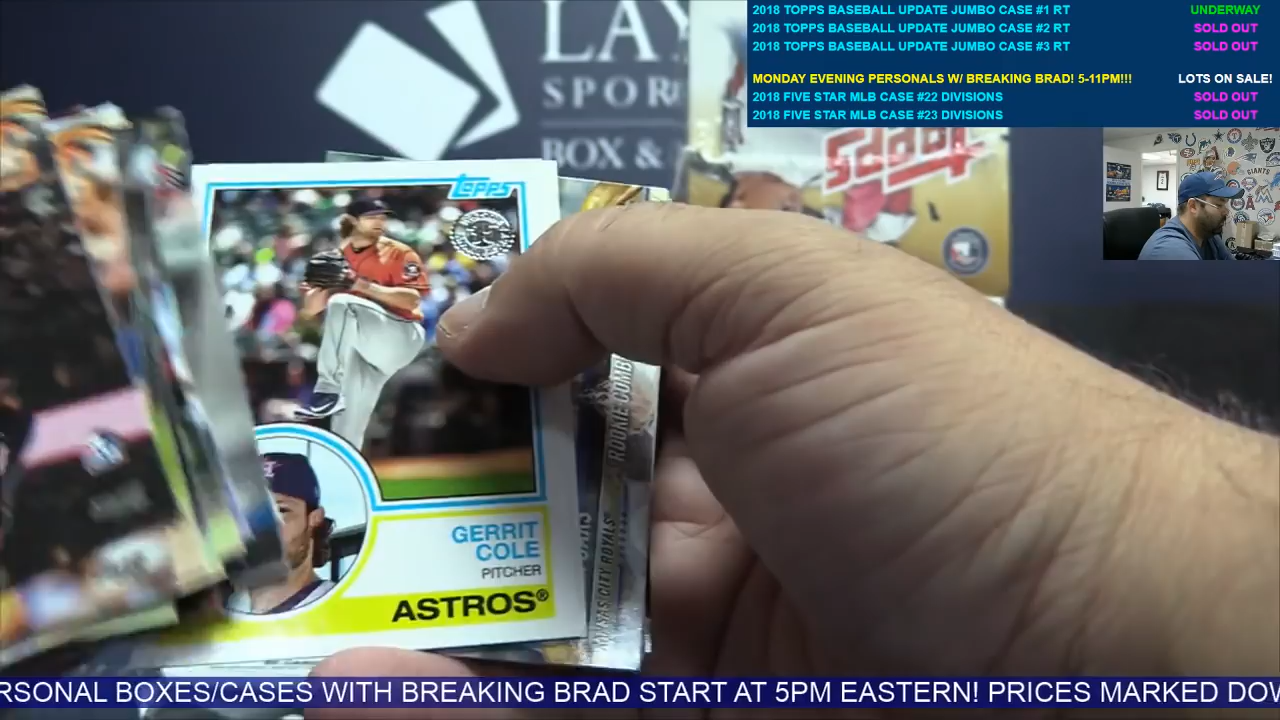 2018 TOPPS BASEBALL UPDATE JUMBO CASE #1 RT UNDERWAY
2018 TOPPS BASEBALL UPDATE JUMBO CASE #2 RT SOLD OUT
2018 TOPPS BASEBALL UPDATE JUMBO CASE #3 RT SOLD OUT
MONDAY EVENING PERSONALS W/ BREAKING BRAD! 5-11PM!!! LOTS ON SALE!
2018 FIVE STAR MLB CASE #22 DIVISIONS SOLD OUT
2018 FIVE STAR MLB CASE #23 DIVISIONS SOLD OUT
LAY
SPOR
BOX &
Topps
Topps
GERRIT
COLE
PITCHER
ASTROS®
ROOKIE COMB
KANSAS CITY ROYALS®
GIANTS
RSONAL BOXES/CASES WITH BREAKING BRAD START AT 5PM EASTERN! PRICES MARKED DOW